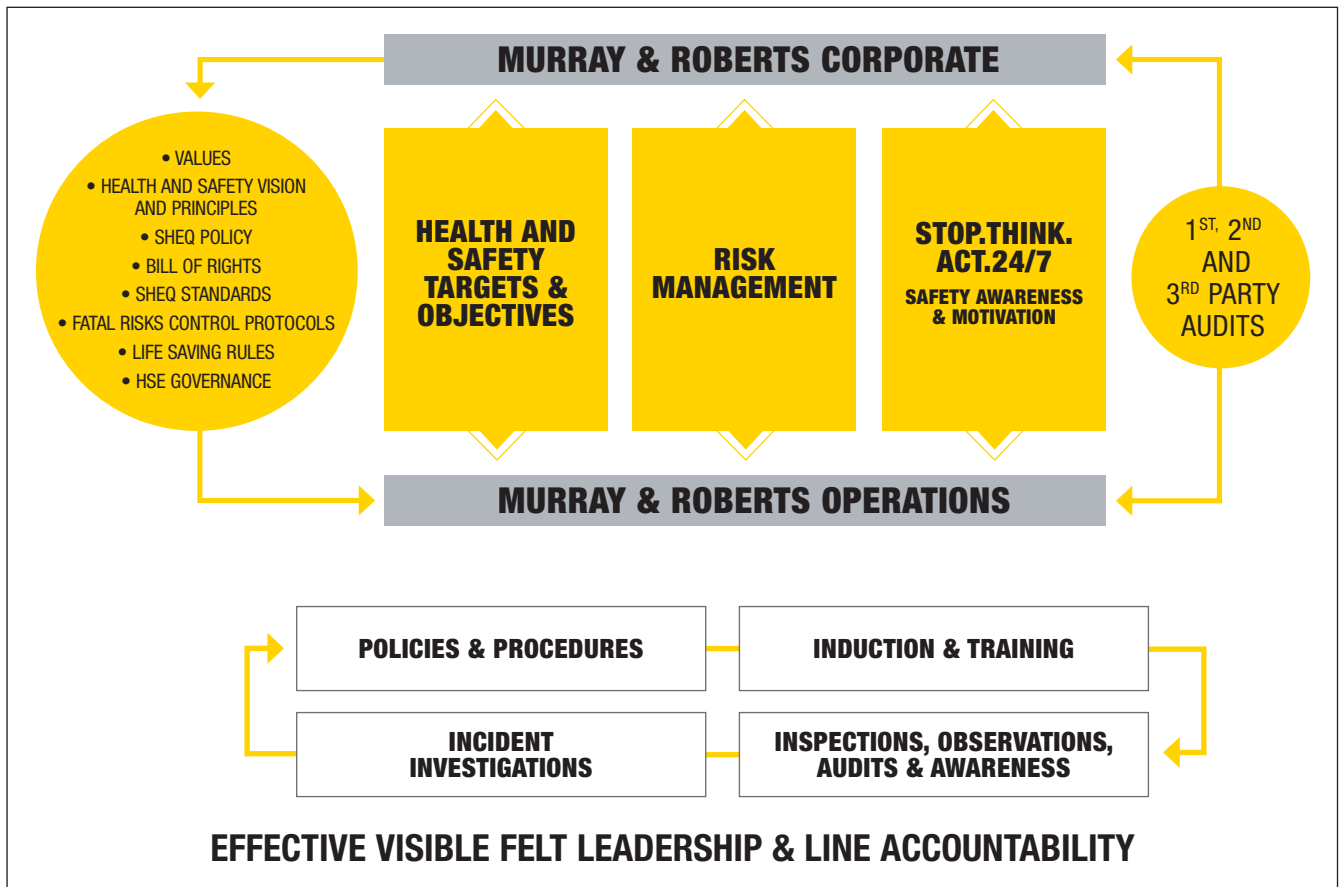 MURRAY & ROBERTS CORPORATE
• VALUES
• HEALTH AND SAFETY VISION
AND PRINCIPLES
• SHEQ POLICY
• BILL OF RIGHTS
• SHEQ STANDARDS
• FATAL RISKS CONTROL PROTOCOLS
• LIFE SAVING RULES
• HSE GOVERNANCE
HEALTH AND
SAFETY
TARGETS &
OBJECTIVES
RISK
MANAGEMENT
STOP.THINK.
ACT.24/7
SAFETY AWARENESS
& MOTIVATION
1ST, 2ND
AND
3RD PARTY
AUDITS
MURRAY & ROBERTS OPERATIONS
POLICIES & PROCEDURES
INDUCTION & TRAINING
INCIDENT
INVESTIGATIONS
INSPECTIONS, OBSERVATIONS,
AUDITS & AWARENESS
EFFECTIVE VISIBLE FELT LEADERSHIP & LINE ACCOUNTABILITY